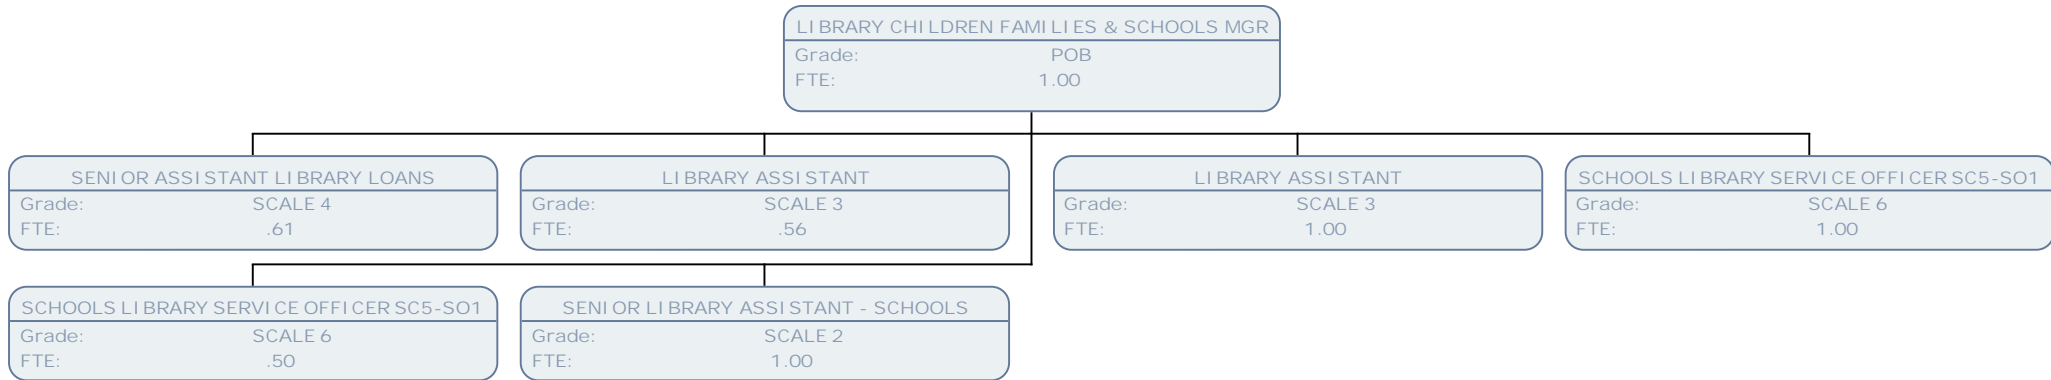 LIBRARY CHILDREN FAMILIES & SCHOOLS MGR
Grade: POB
FTE: 1.00
SENIOR ASSISTANT LIBRARY LOANS
Grade: SCALE 4
FTE: .61
LIBRARY ASSISTANT
Grade: SCALE 3
FTE: .56
LIBRARY ASSISTANT
Grade: SCALE 3
FTE: 1.00
SCHOOLS LIBRARY SERVICE OFFICER SC5-SO1
Grade: SCALE 6
FTE: 1.00
SCHOOLS LIBRARY SERVICE OFFICER SC5-SO1
Grade: SCALE 6
FTE: .50
SENIOR LIBRARY ASSISTANT - SCHOOLS
Grade: SCALE 2
FTE: 1.00